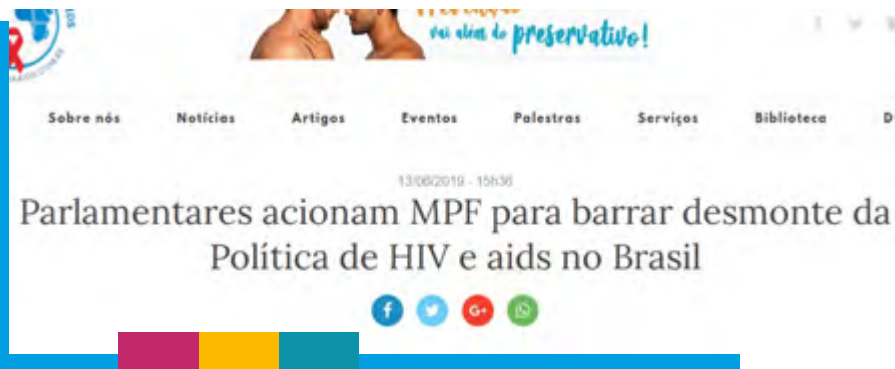 vai além do preservativo!
Sobre nós Notícias Artigos Eventos Palestras Serviços Biblioteca D
13/06/2019 - 15h36
Parlamentares acionam MPF para barrar desmonte da
Política de HIV e aids no Brasil